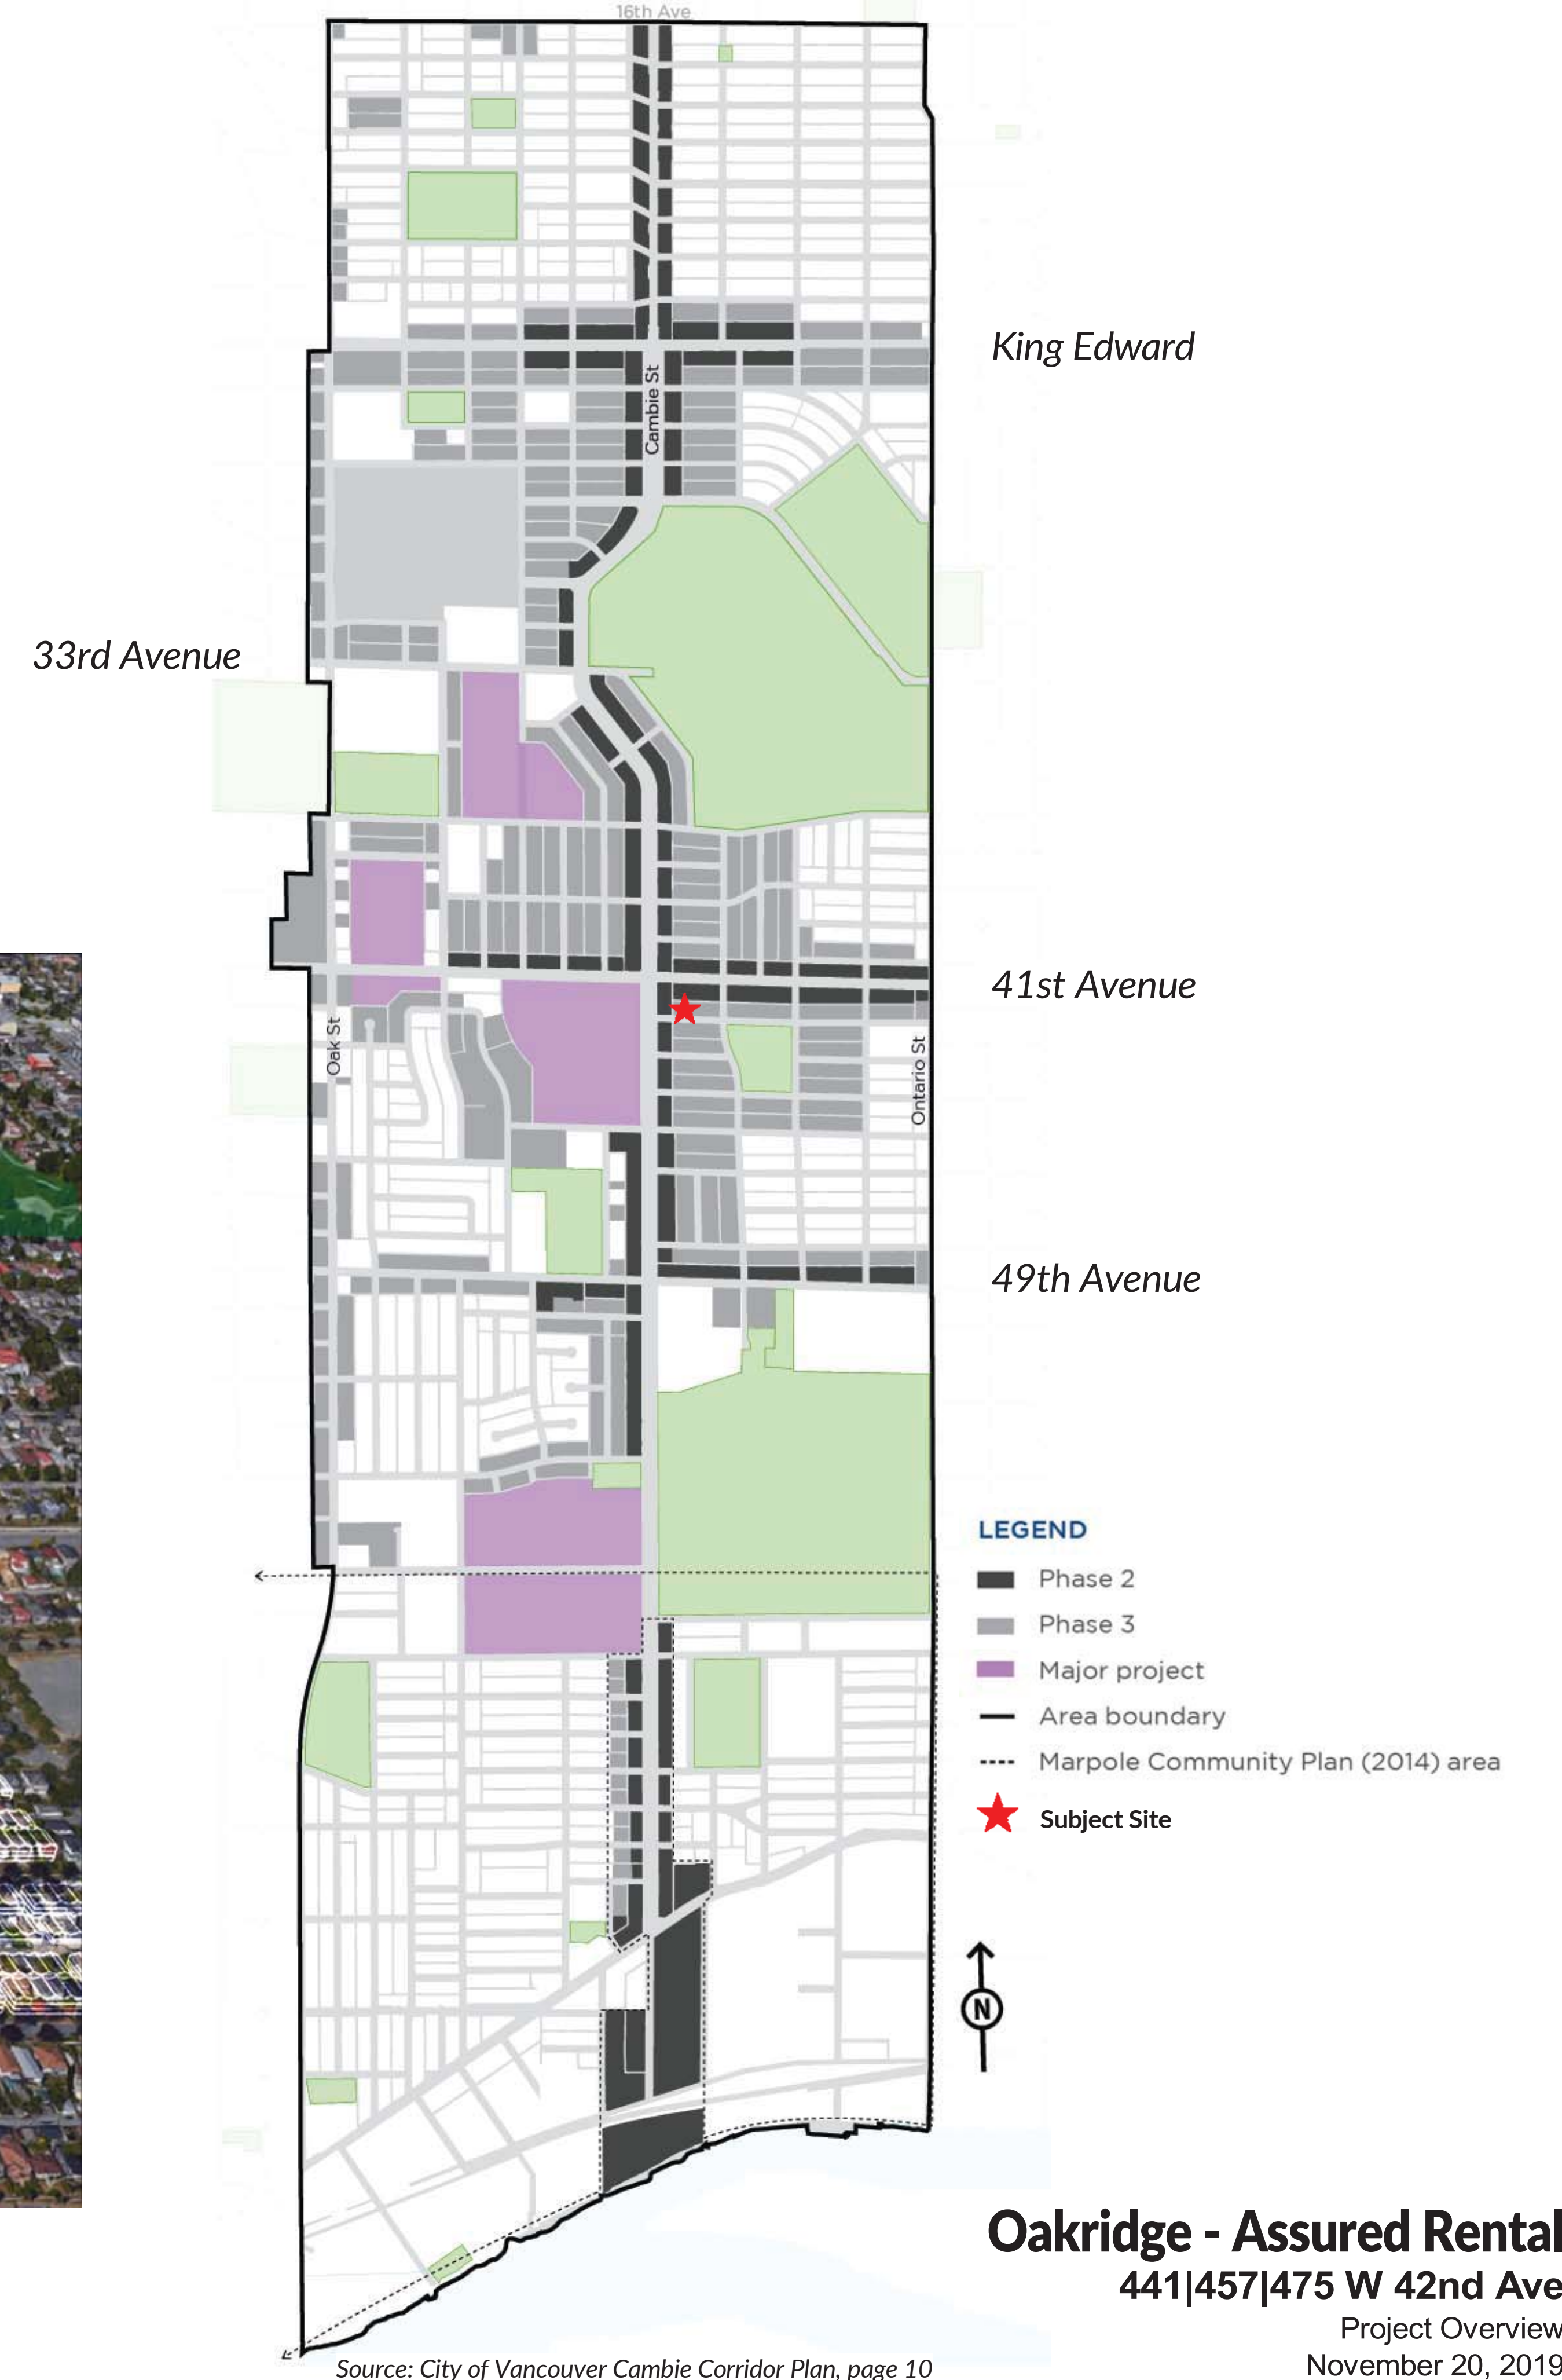 16th Ave
King Edward
Cambie St
33rd Avenue
41st Avenue
Oak St
Ontario St
49th Avenue
LEGEND
Phase 2
Phase 3
Major project
Area boundary
Marpole Community Plan (2014) area
Subject Site
N
Oakridge - Assured Rental
441|457|475 W 42nd Ave
Project Overview
November 20, 2019
Source: City of Vancouver Cambie Corridor Plan, page 10